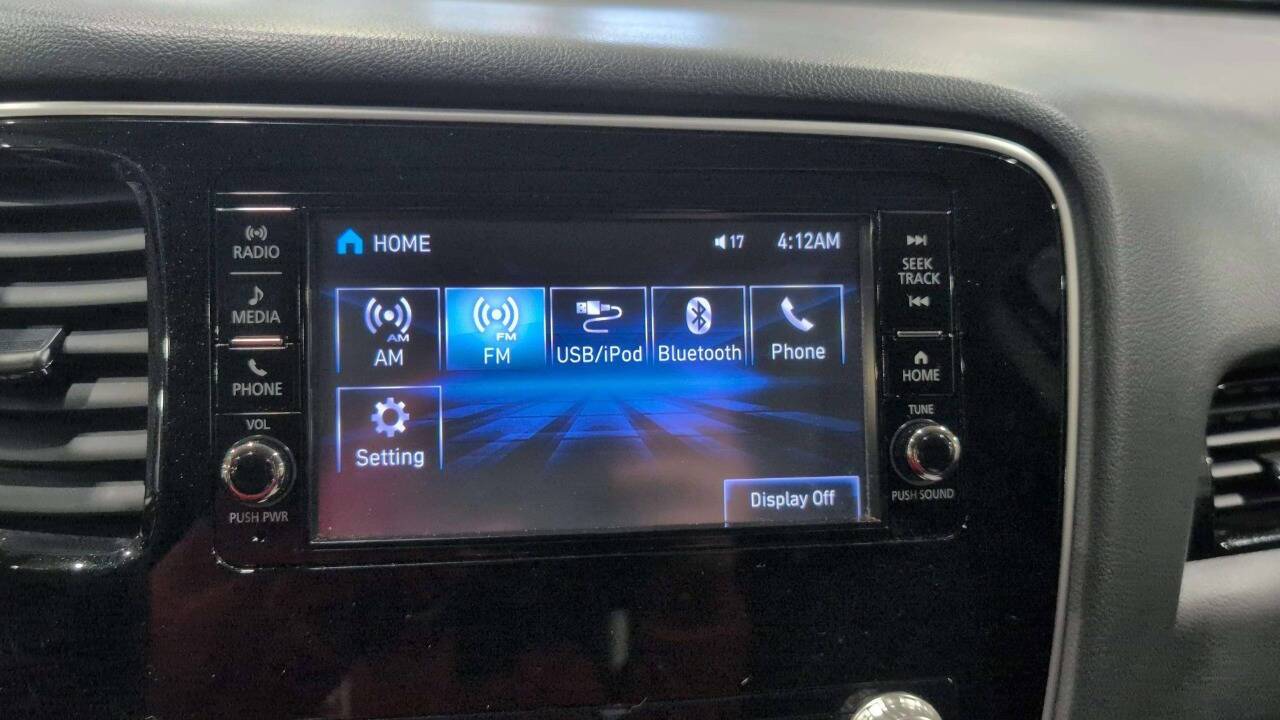 RADIO
MEDIA
PHONE
VOL
PUSH PWR
HOME
17
4:12AM
AM
AM
FM
FM
USB/iPod
Bluetooth
Phone
Setting
Display Off
SEEK
TRACK
HOME
TUNE
PUSH SOUND